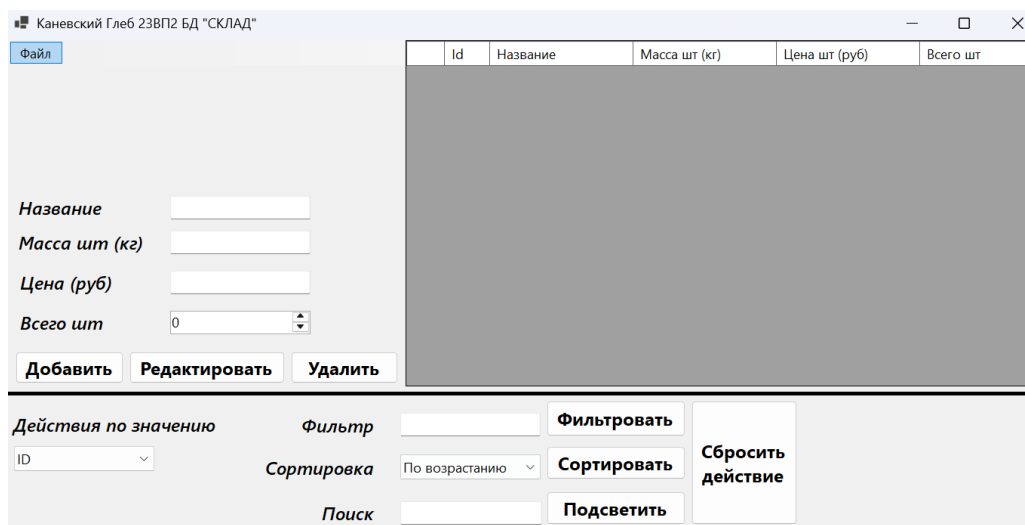 Каневский Глеб 23ВП2 БД "СКЛАД"
Файл
Id Название Масса шт (кг) Цена шт (руб) Всего шт
Название
Масса шт (кг)
Цена (руб)
Всего шт 0
Добавить Редактировать Удалить
Действия по значению
ID
Фильтр Фильтровать
Сортировка По возрастанию Сортировать
Поиск Подсветить
Сбросить
действие